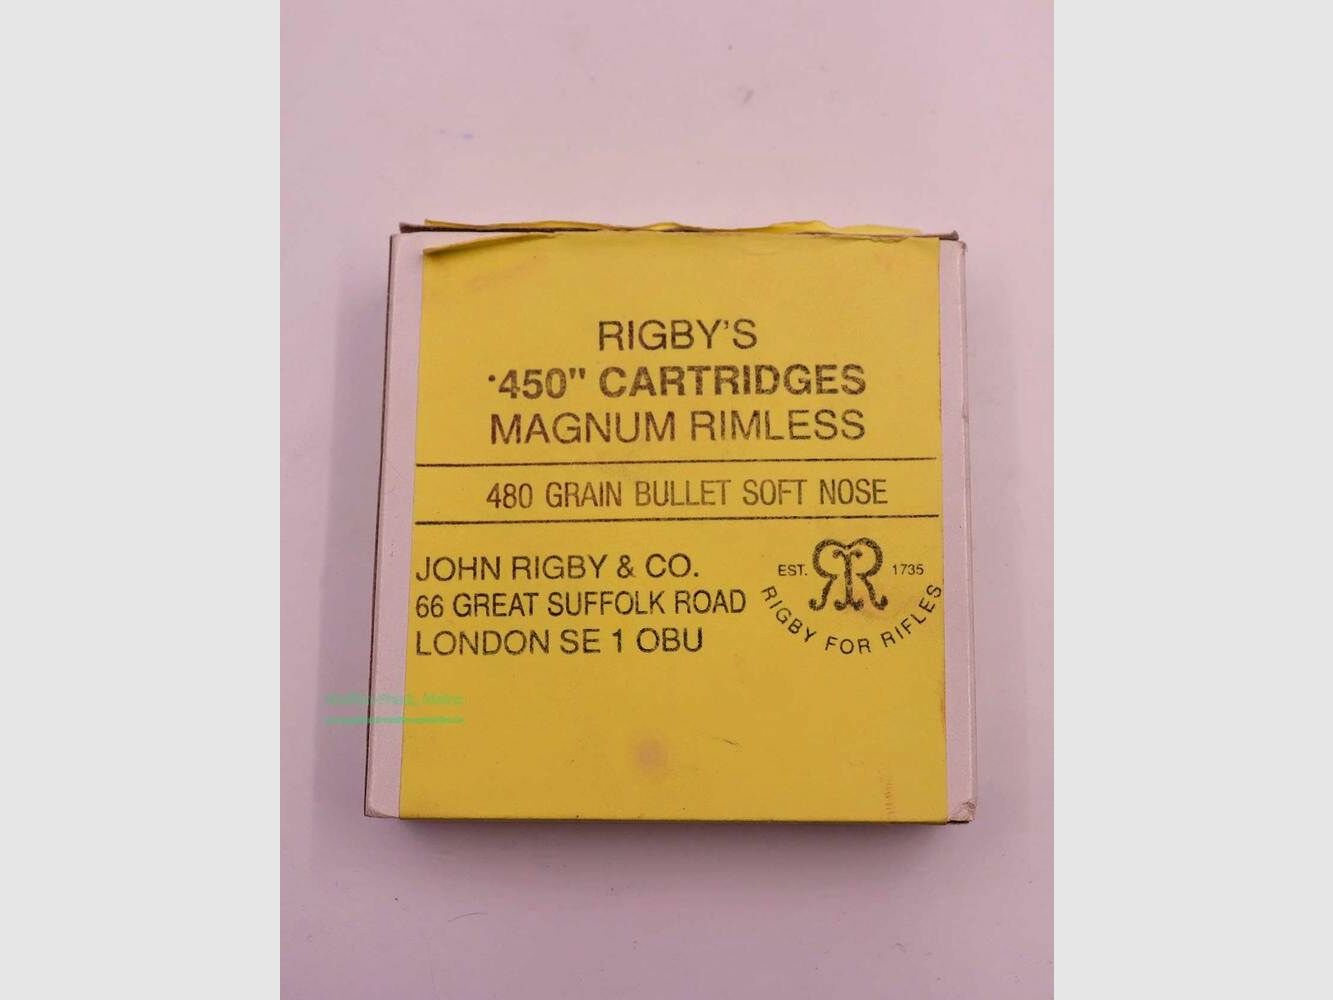 RIGBY'S
·450" CARTRIDGES
MAGNUM RIMLESS
480 GRAIN BULLET SOFT NOSE
JOHN RIGBY & CO.
66 GREAT SUFFOLK ROAD
LONDON SE 1 OBU
EST. RR 1735
RIGBY FOR RIFLES